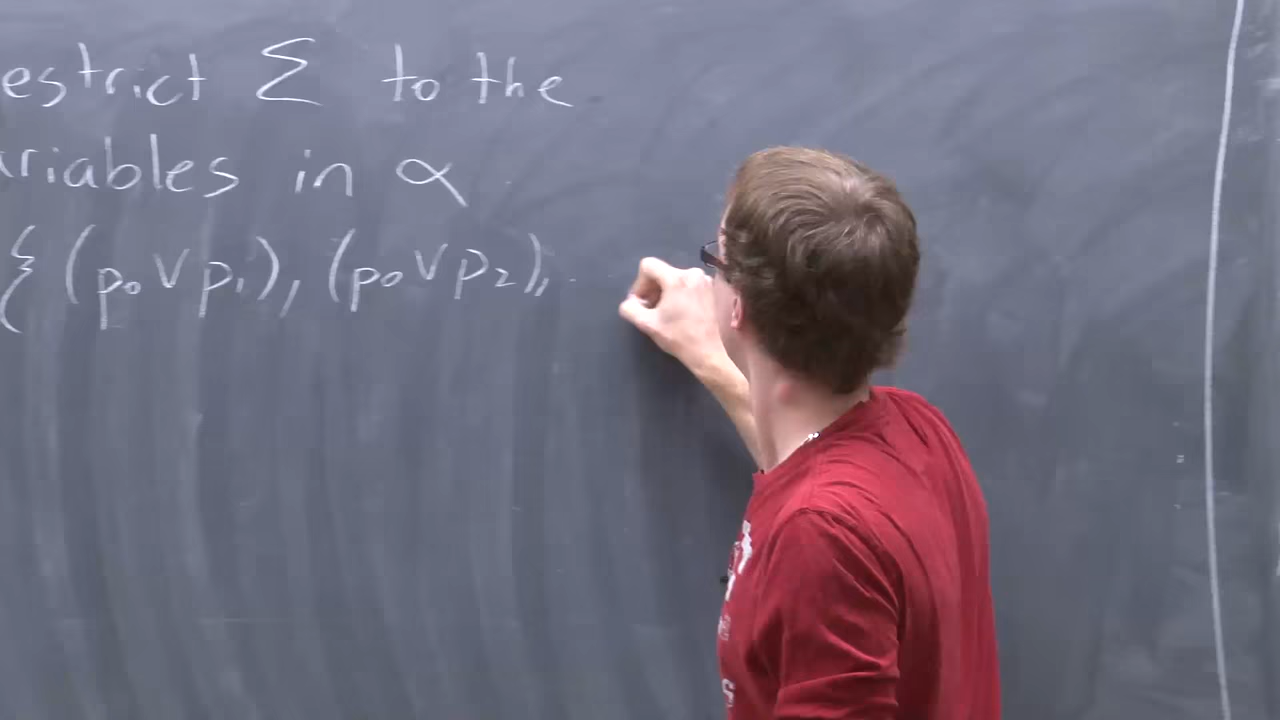 estrict Σ to the
ariables in α
{ (p₀ ∨ p₁), (p₀ ∨ p₂), .